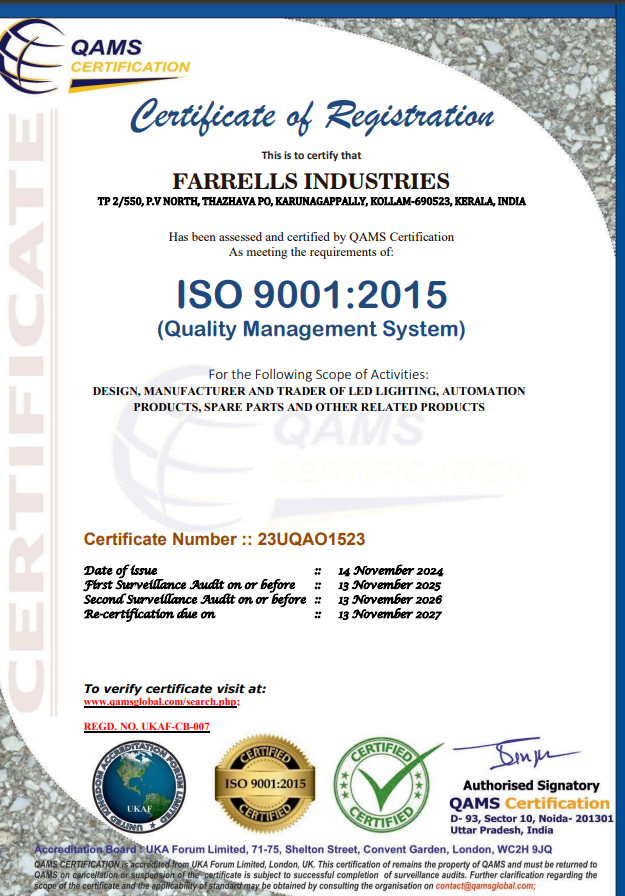 QAMS
CERTIFICATION
CERTIFICATE
Certificate of Registration
This is to certify that
FARRELLS INDUSTRIES
TP 2/550, P.V NORTH, THAZHAVA PO, KARUNAGAPPALLY, KOLLAM-690523, KERALA, INDIA
Has been assessed and certified by QAMS Certification
As meeting the requirements of:
ISO 9001:2015
(Quality Management System)
For the Following Scope of Activities:
DESIGN, MANUFACTURER AND TRADER OF LED LIGHTING, AUTOMATION
PRODUCTS, SPARE PARTS AND OTHER RELATED PRODUCTS
QAMS
CERTIFICATION
Certificate Number :: 23UQAO1523
Date of issue :: 14 November 2024
First Surveillance Audit on or before :: 13 November 2025
Second Surveillance Audit on or before :: 13 November 2026
Re-certification due on :: 13 November 2027
To verify certificate visit at:
www.qamsglobal.com/search.php;
REGD. NO. UKAF-CB-007
UNITED KINGDOM ACCREDITATION FORUM LIMITED
UKAF
CERTIFIED
ISO 9001:2015
CERTIFIED
CERTIFIED
CERTIFIED
Authorised Signatory
QAMS Certification
D- 93, Sector 10, Noida- 201301
Uttar Pradesh, India
Accreditation Board : UKA Forum Limited, 71-75, Shelton Street, Convent Garden, London, WC2H 9JQ
QAMS CERTIFICATION is accredited from UKA Forum Limited, London, UK. This certification of remains the property of QAMS and must be returned to
QAMS on cancellation or suspension of the certificate is subject to successful completion of surveillance audits. Further clarification regarding the
scope of the certificate and the applicability of standard may be obtained by consulting the organisation on contact@qamsglobal.com;